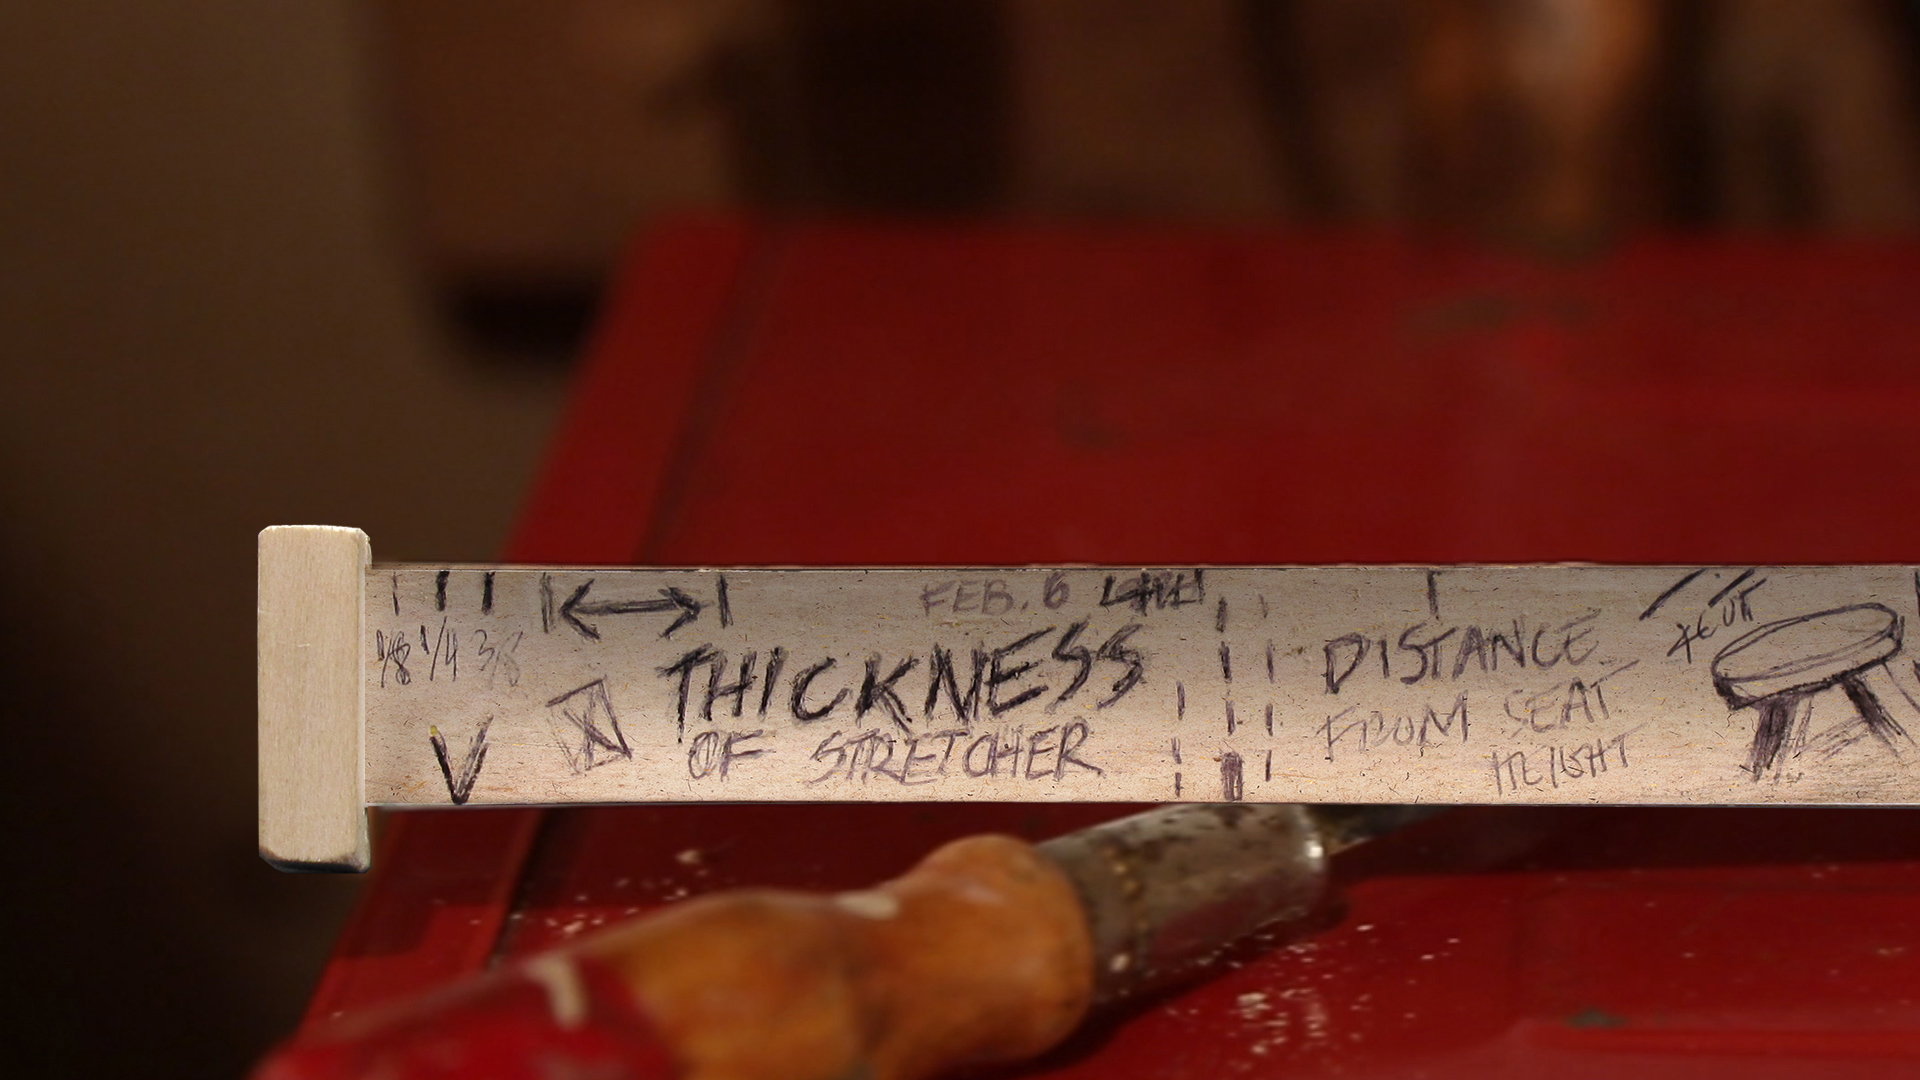 FEB. 6
1/8 1/4 3/8
THICKNESS
OF STRETCHER
DISTANCE
FROM SEAT
HEIGHT